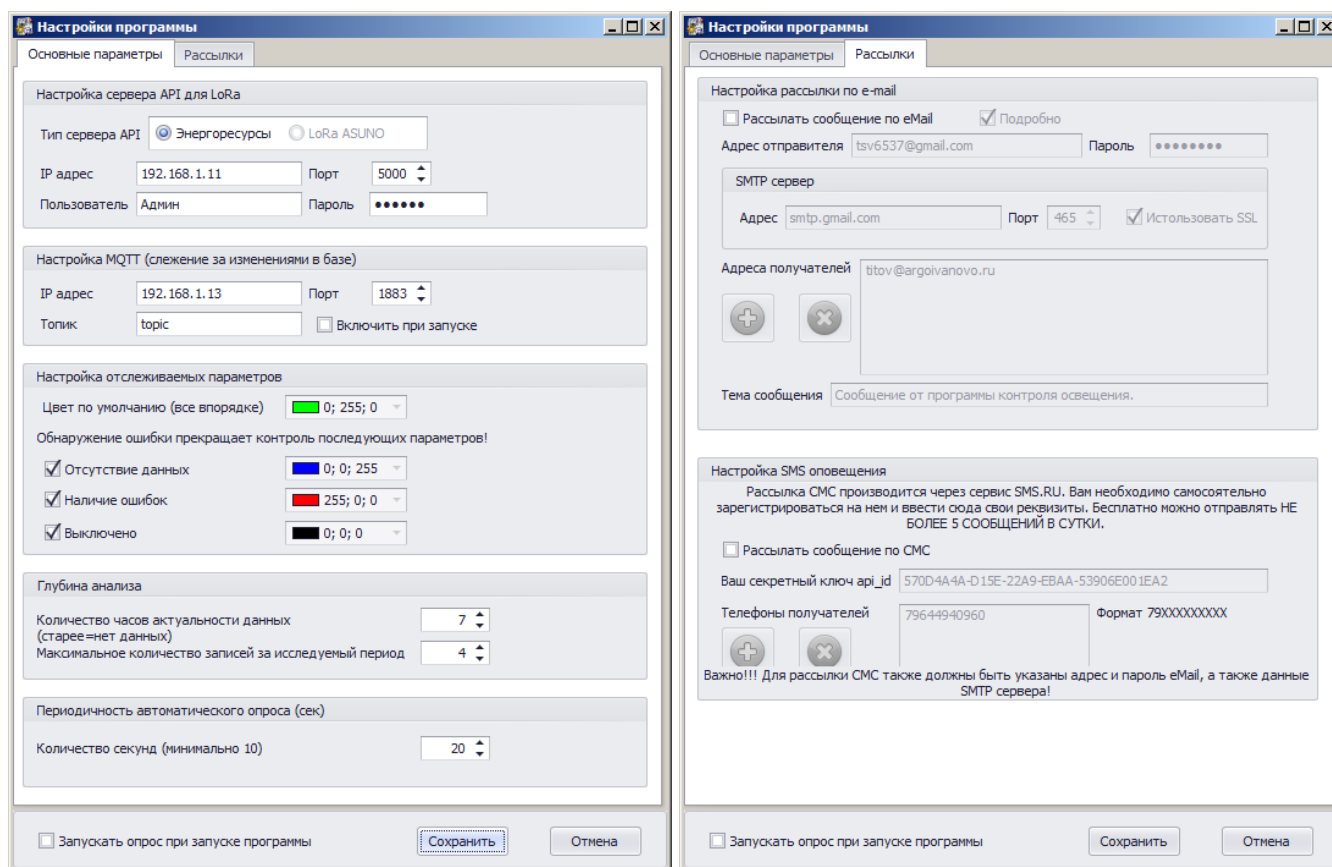 Настройки программы
Основные параметры Рассылки
Настройка сервера API для LoRa
Тип сервера API Энергоресурсы LoRa ASUNO
IP адрес 192.168.1.11 Порт 5000
Пользователь Админ Пароль ●●●●●●
Настройка MQTT (слежение за изменениями в базе)
IP адрес 192.168.1.13 Порт 1883
Топик topic Включить при запуске
Настройка отслеживаемых параметров
Цвет по умолчанию (все впорядке) 0; 255; 0
Обнаружение ошибки прекращает контроль последующих параметров!
Отсутствие данных 0; 0; 255
Наличие ошибок 255; 0; 0
Выключено 0; 0; 0
Глубина анализа
Количество часов актуальности данных 7
(старее=нет данных)
Максимальное количество записей за исследуемый период 4
Периодичность автоматического опроса (сек)
Количество секунд (минимально 10) 20
Запускать опрос при запуске программы Сохранить Отмена
Настройки программы
Основные параметры Рассылки
Настройка рассылки по e-mail
Рассылать сообщение по eMail Подробно
Адрес отправителя tsv6537@gmail.com Пароль ●●●●●●●●
SMTP сервер
Адрес smtp.gmail.com Порт 465 Истользовать SSL
Адреса получателей titov@argoivanovo.ru
Тема сообщения Сообщение от программы контроля освещения.
Настройка SMS оповещения
Рассылка СМС производится через сервис SMS.RU. Вам необходимо самосоятельно
зарегистрироваться на нем и ввести сюда свои реквизиты. Бесплатно можно отправлять НЕ
БОЛЕЕ 5 СООБЩЕНИЙ В СУТКИ.
Рассылать сообщение по СМС
Ваш секретный ключ api_id 570D4A4A-D15E-22A9-EBAA-53906E001EA2
Телефоны получателей 79644940960 Формат 79XXXXXXXXX
Важно!!! Для рассылки СМС также должны быть указаны адрес и пароль eMail, а также данные
SMTP сервера!
Запускать опрос при запуске программы Сохранить Отмена